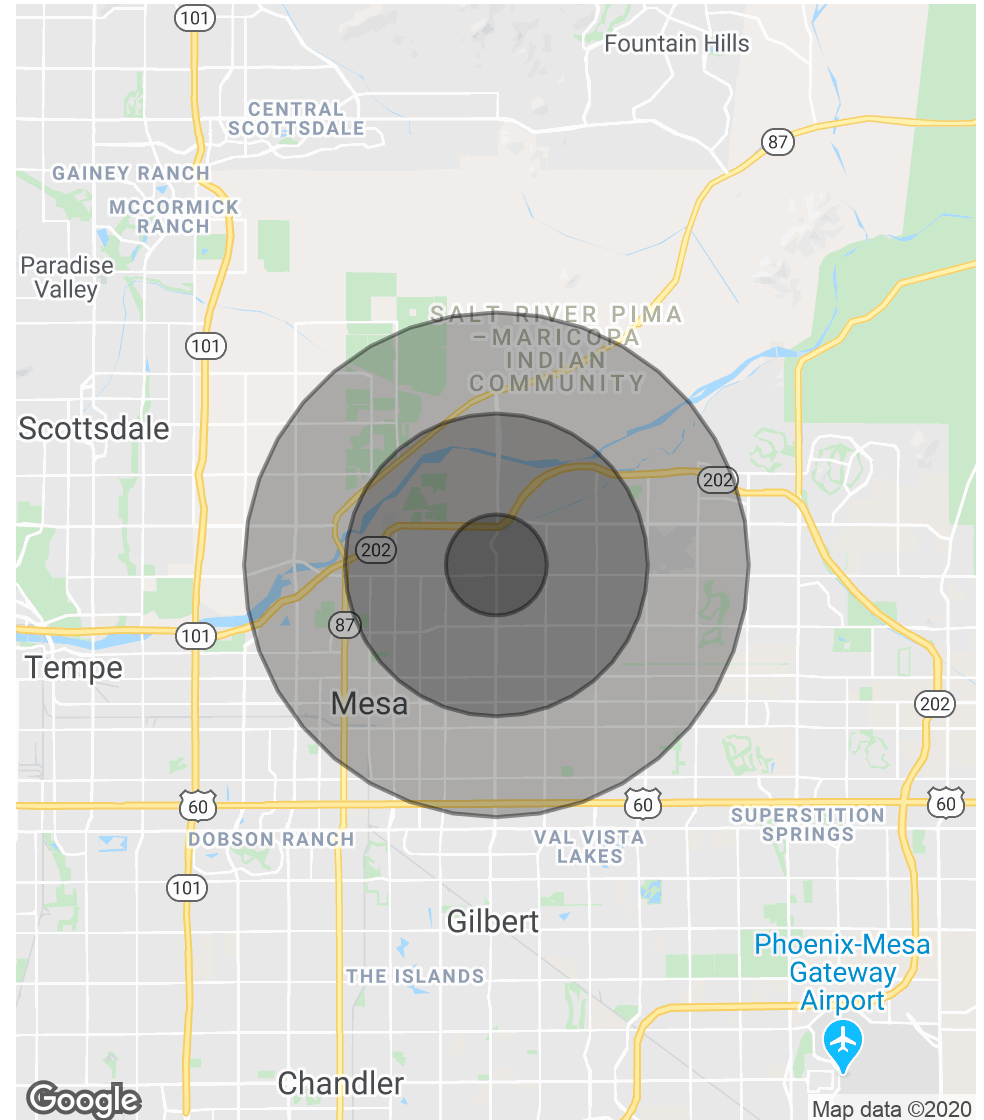 101
Fountain Hills
CENTRAL
SCOTTSDALE
87
GAINEY RANCH
MCCORMICK
RANCH
Paradise
Valley
SALT RIVER PIMA
–MARICOPA
INDIAN
COMMUNITY
101
Scottsdale
202
202
87
101
Tempe
Mesa
202
60
60
60
SUPERSTITION
SPRINGS
DOBSON RANCH
VAL VISTA
LAKES
101
Gilbert
Phoenix-Mesa
Gateway
Airport
THE ISLANDS
Chandler
Google
Map data ©2020